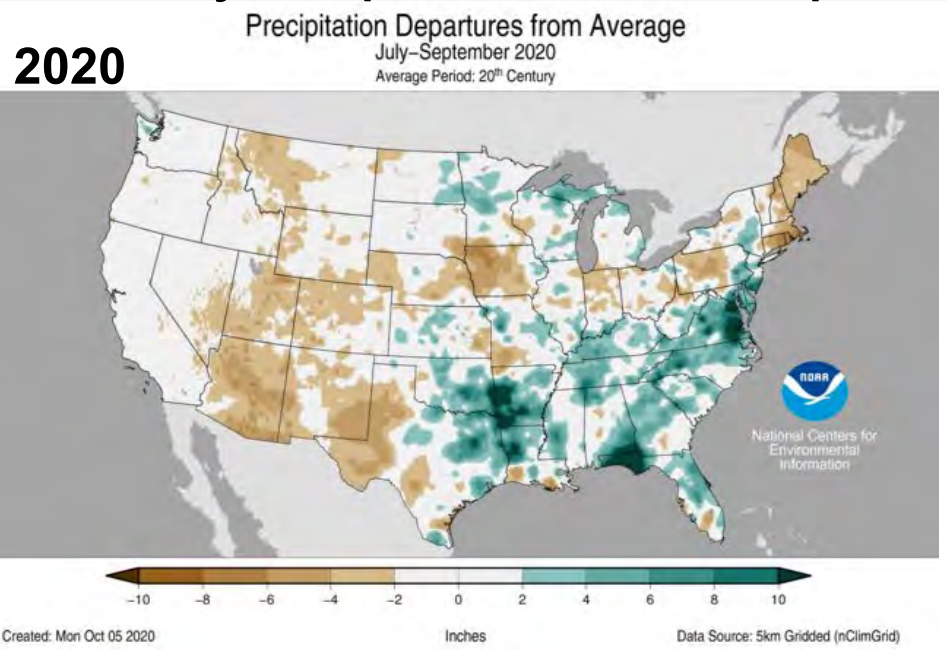 Precipitation Departures from Average
July–September 2020
2020
Average Period: 20th Century
NOAA
National Centers for
Environmental
Information
−10 −8 −6 −4 −2 0 2 4 6 8 10
Created: Mon Oct 05 2020 Inches Data Source: 5km Gridded (nClimGrid)